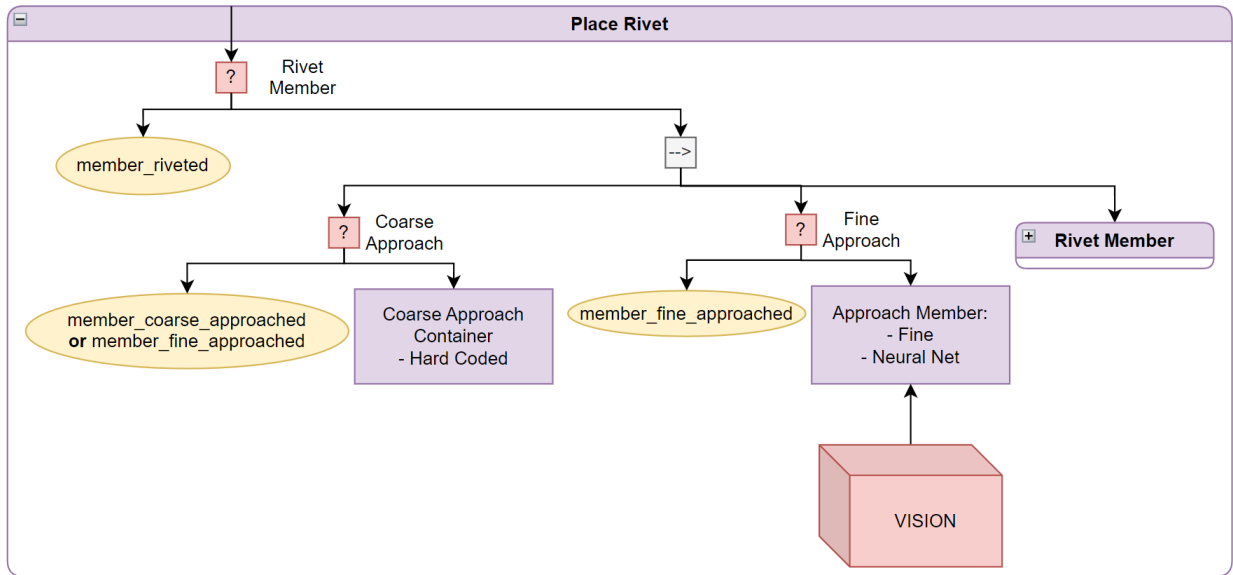 Place Rivet
?
Rivet
Member
member_riveted
-->
?
Coarse
Approach
?
Fine
Approach
Rivet Member
member_coarse_approached
or member_fine_approached
Coarse Approach
Container
- Hard Coded
member_fine_approached
Approach Member:
- Fine
- Neural Net
VISION